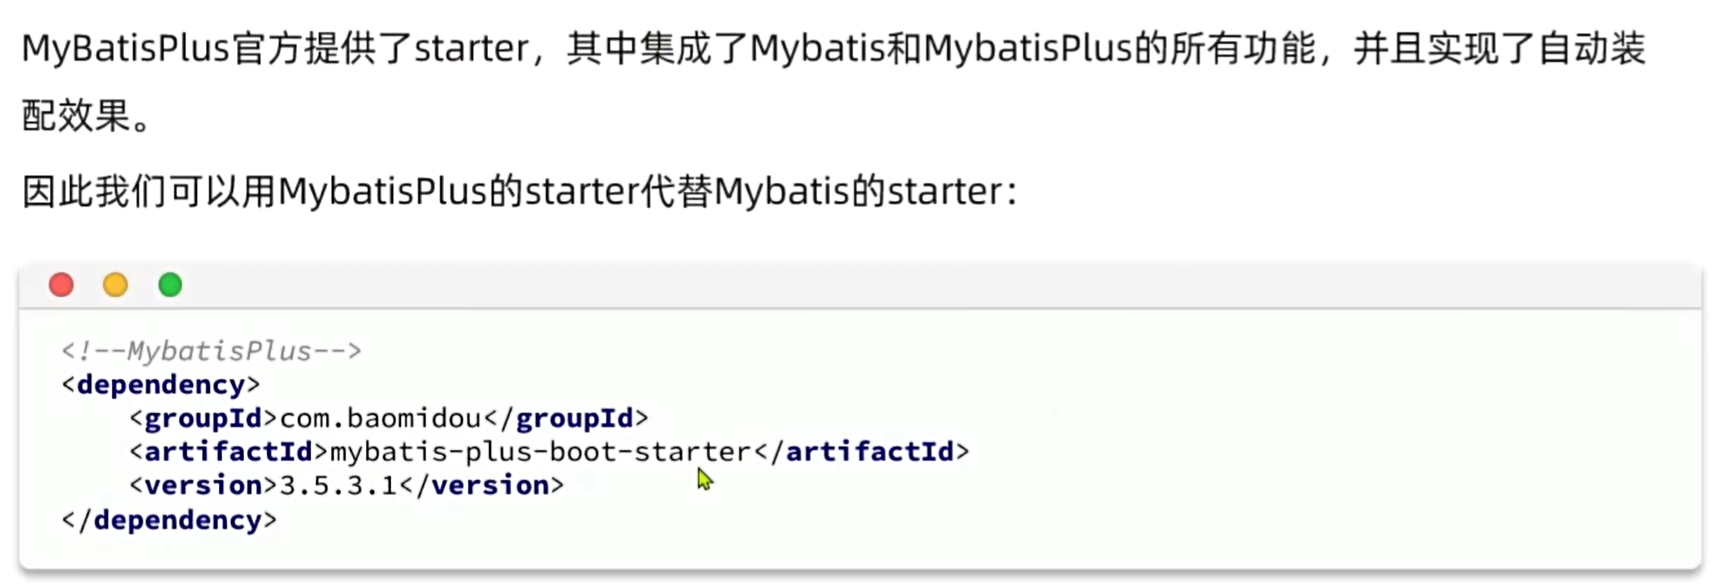 MyBatisPlus官方提供了starter，其中集成了Mybatis和MybatisPlus的所有功能，并且实现了自动装
配效果。
因此我们可以用MybatisPlus的starter代替Mybatis的starter：
<!--MybatisPlus-->
<dependency>
    <groupId>com.baomidou</groupId>
    <artifactId>mybatis-plus-boot-starter</artifactId>
    <version>3.5.3.1</version>
</dependency>